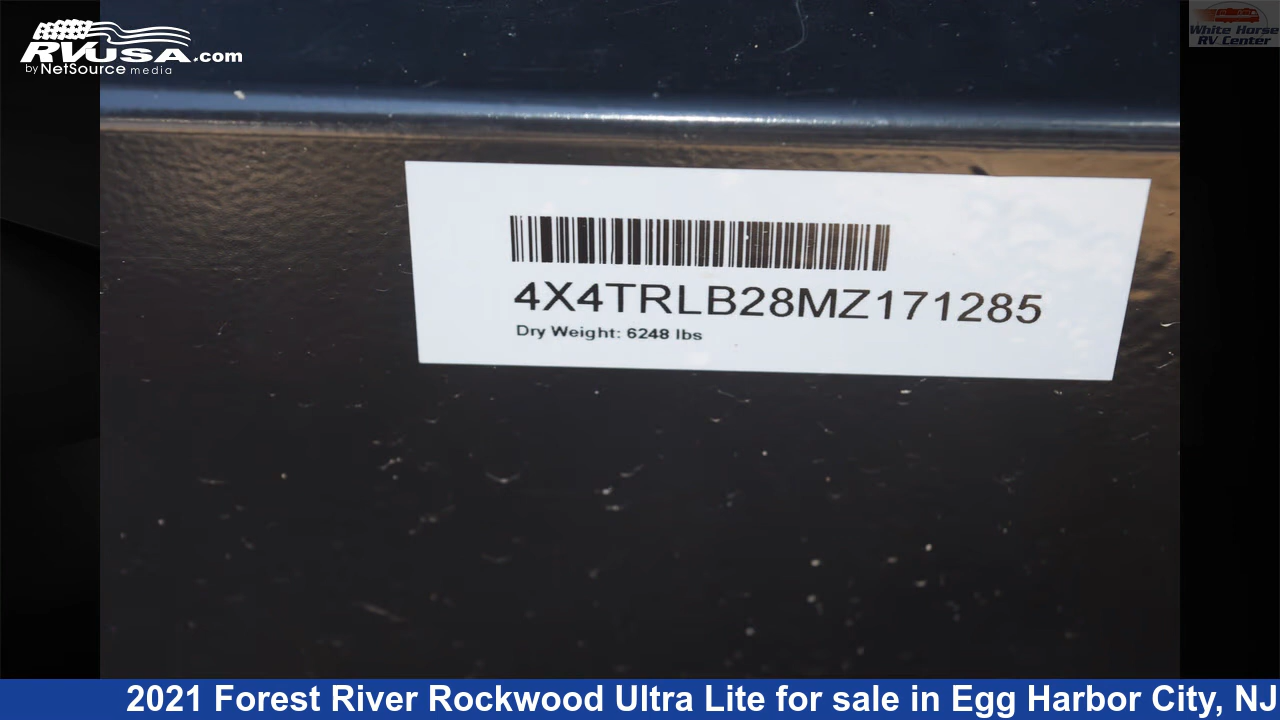 RVUSA.com
by NetSource media
White Horse
RV Center
4X4TRLB28MZ171285
Dry Weight: 6248 lbs
2021 Forest River Rockwood Ultra Lite for sale in Egg Harbor City, NJ